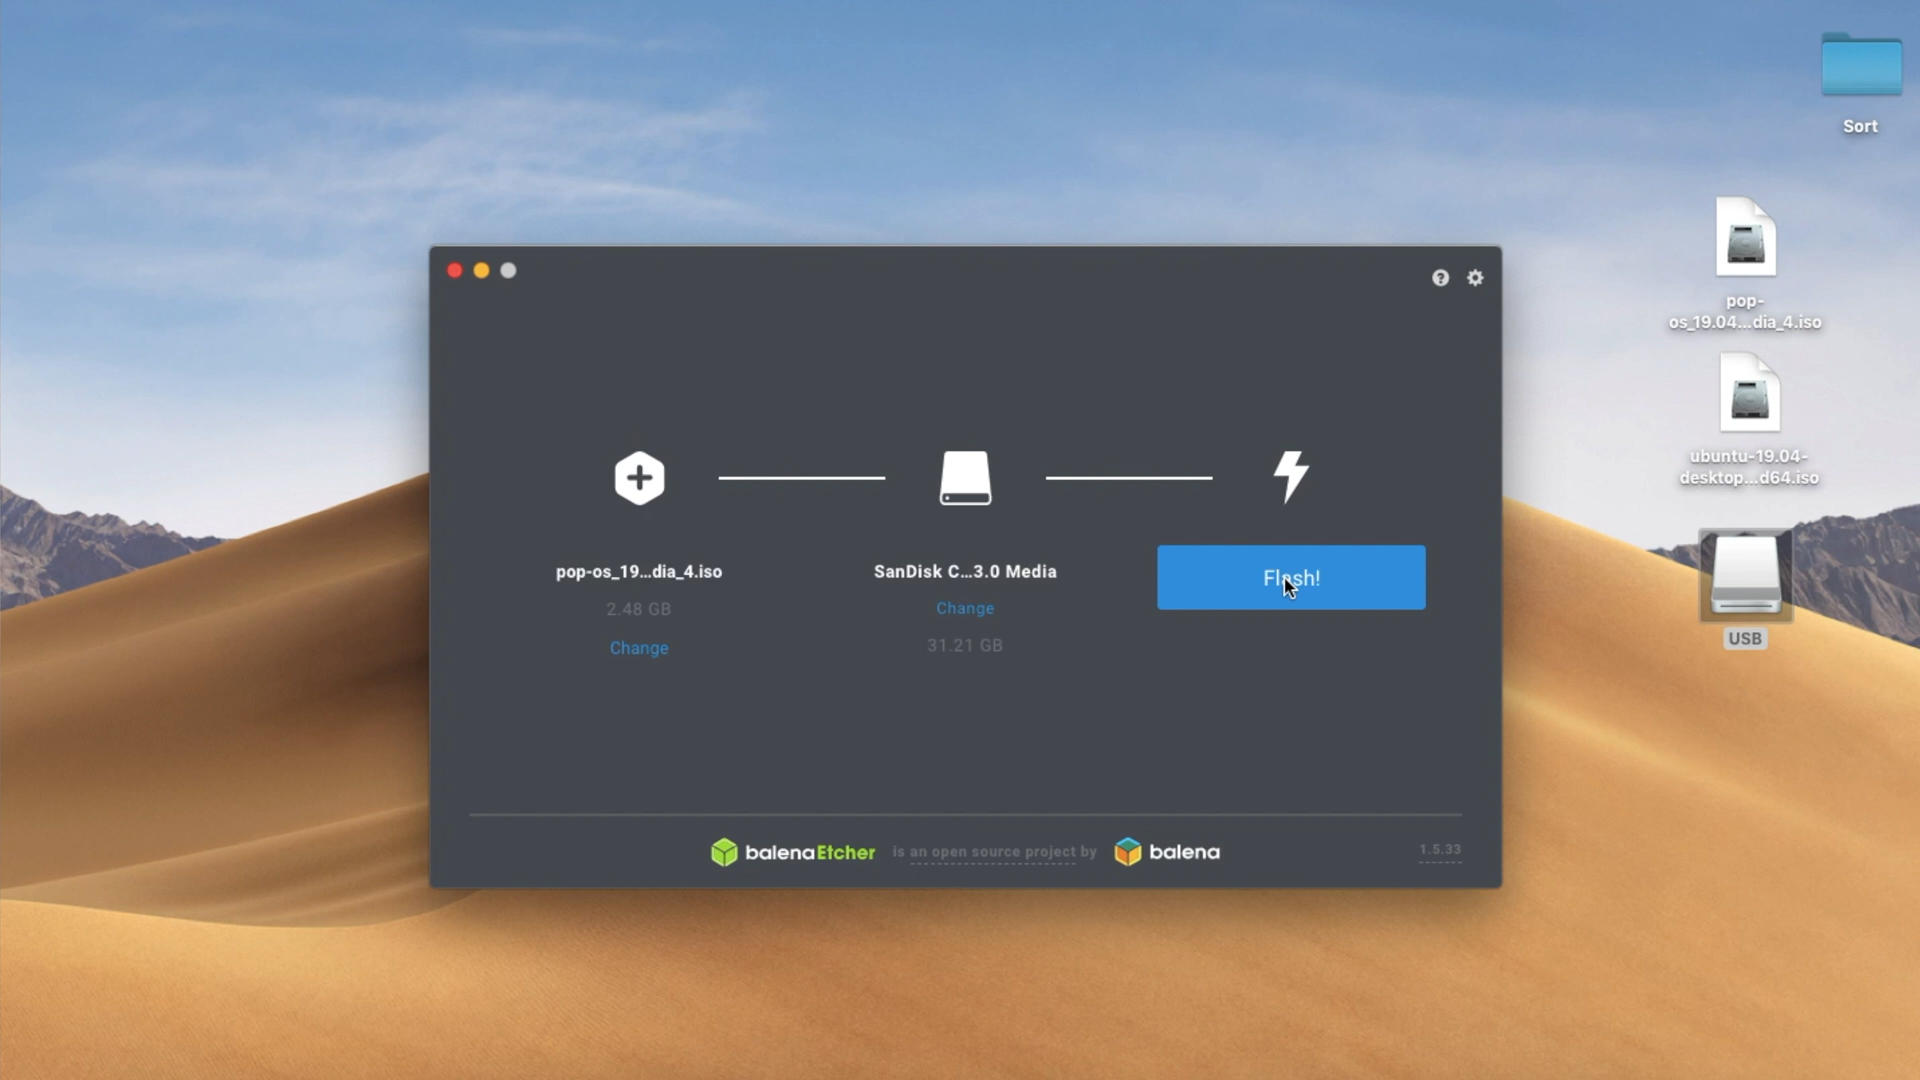 Sort
pop-
os_19.04...dia_4.iso
ubuntu-19.04-
desktop...d64.iso
USB
pop-os_19...dia_4.iso
2.48 GB
Change
SanDisk C...3.0 Media
Change
31.21 GB
Flash!
balenaEtcher is an open source project by balena
1.5.33